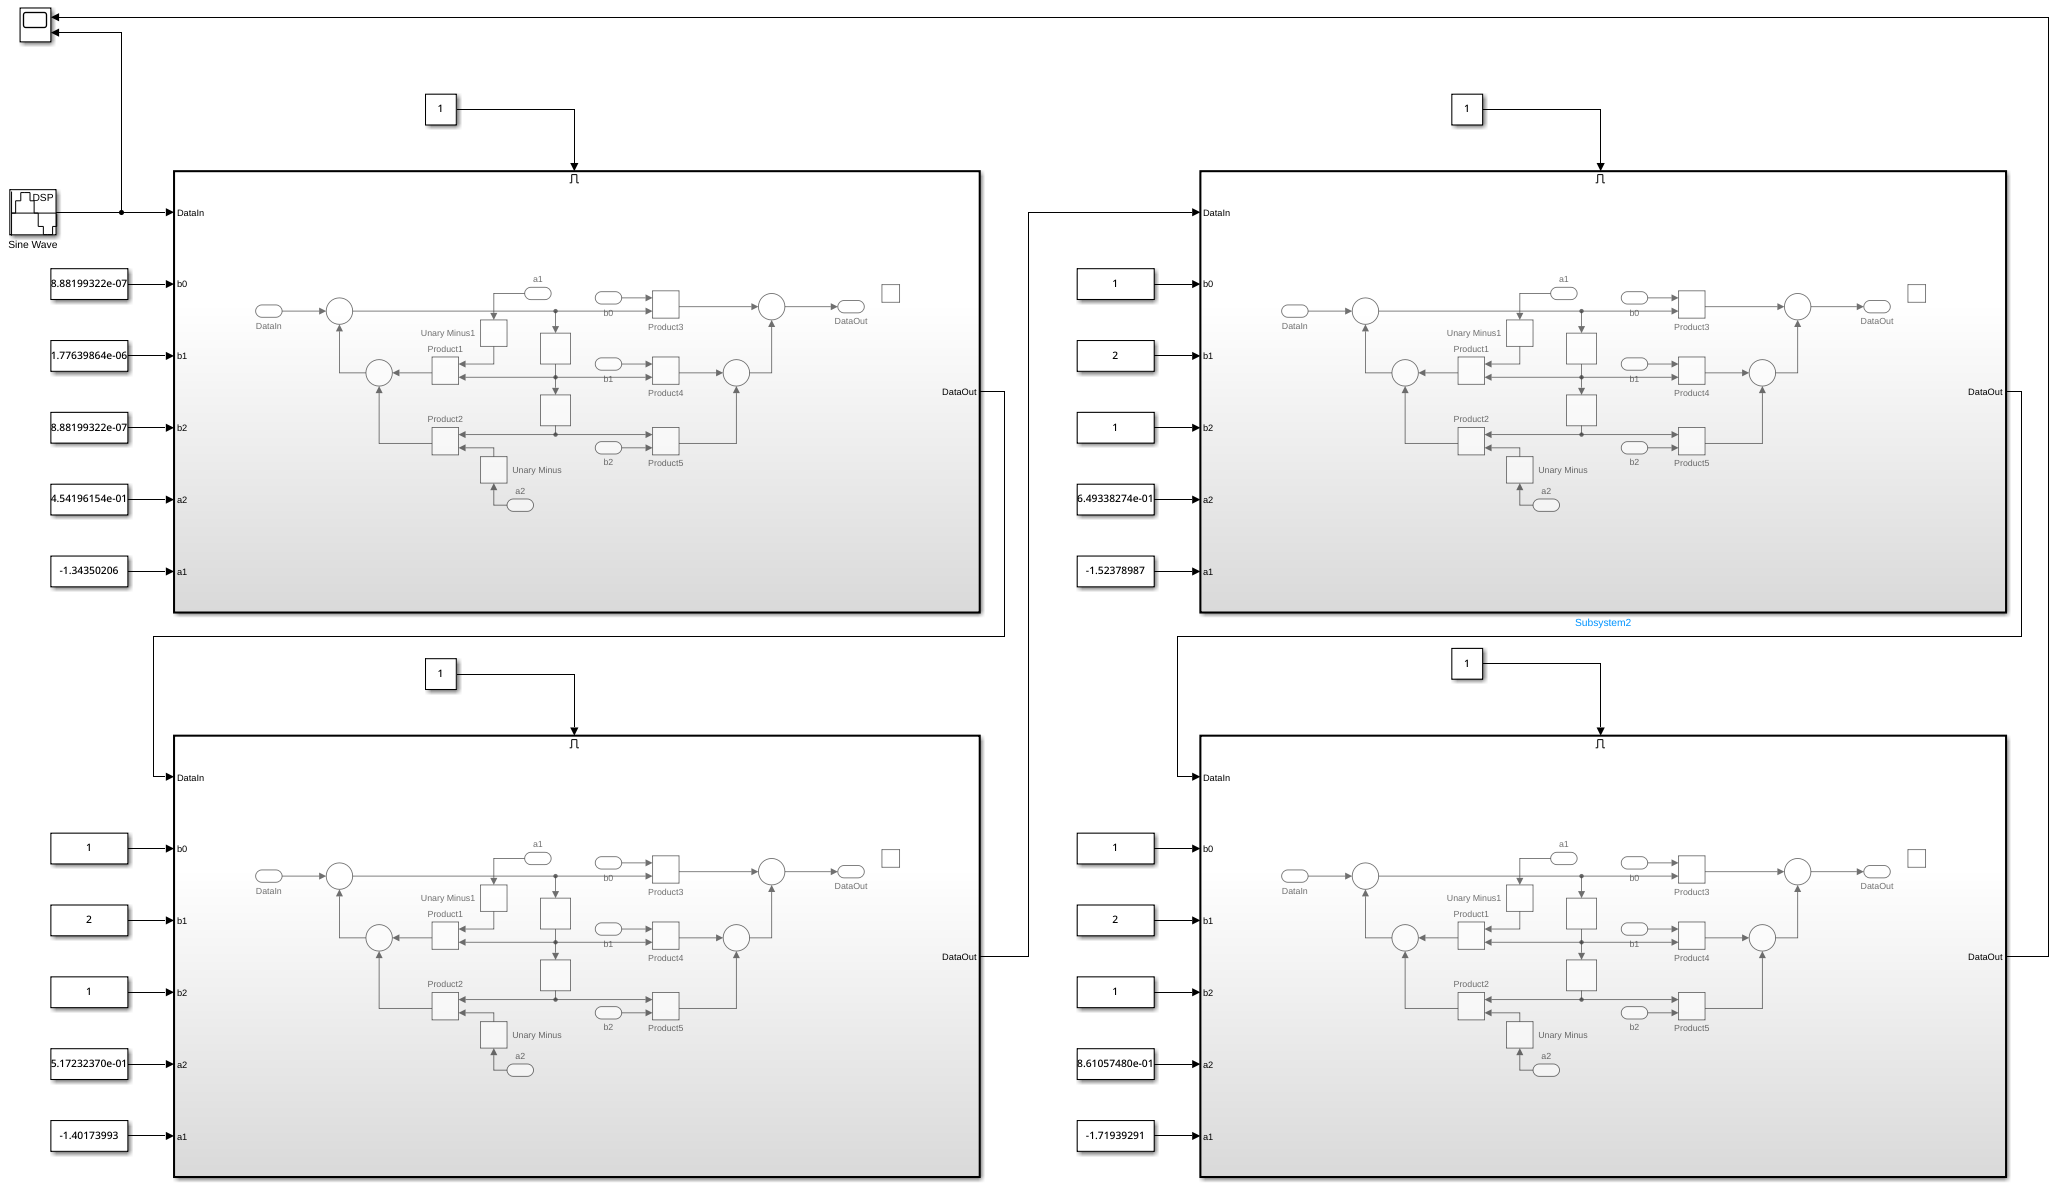 1
DSP
Sine Wave
DataIn
8.88199322e-07
b0
1.77639864e-06
b1
8.88199322e-07
b2
4.54196154e-01
a2
-1.34350206
a1
DataOut
DataIn
a1
Unary Minus1
Product1
Product2
Unary Minus
a2
b0
Product3
b1
Product4
b2
Product5
DataOut
1
DataIn
1
b0
2
b1
1
b2
6.49338274e-01
a2
-1.52378987
a1
DataOut
DataIn
a1
Unary Minus1
Product1
Product2
Unary Minus
a2
b0
Product3
b1
Product4
b2
Product5
DataOut
Subsystem2
1
DataIn
1
b0
2
b1
1
b2
5.17232370e-01
a2
-1.40173993
a1
DataOut
DataIn
a1
Unary Minus1
Product1
Product2
Unary Minus
a2
b0
Product3
b1
Product4
b2
Product5
DataOut
1
DataIn
1
b0
2
b1
1
b2
8.61057480e-01
a2
-1.71939291
a1
DataOut
DataIn
a1
Unary Minus1
Product1
Product2
Unary Minus
a2
b0
Product3
b1
Product4
b2
Product5
DataOut